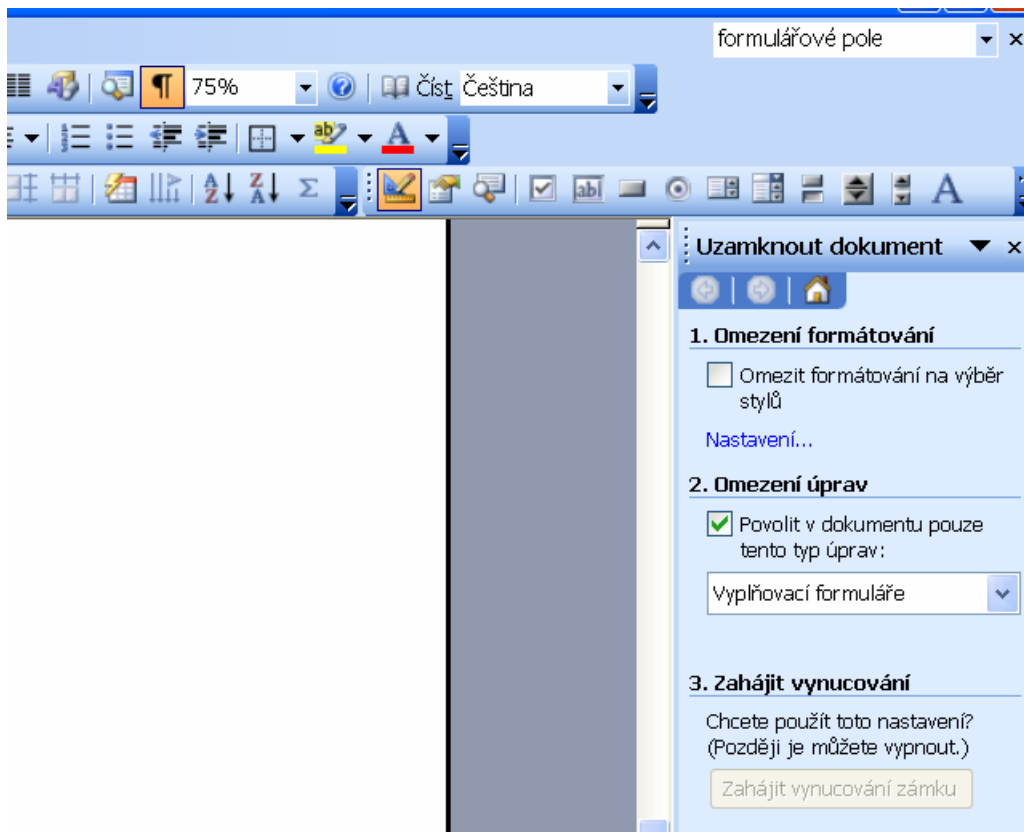 formulářové pole
75% Číst Čeština
Uzamknout dokument
1. Omezení formátování
Omezit formátování na výběr
stylů
Nastavení...
2. Omezení úprav
Povolit v dokumentu pouze
tento typ úprav:
Vyplňovací formuláře
3. Zahájit vynucování
Chcete použít toto nastavení?
(Později je můžete vypnout.)
Zahájit vynucování zámku